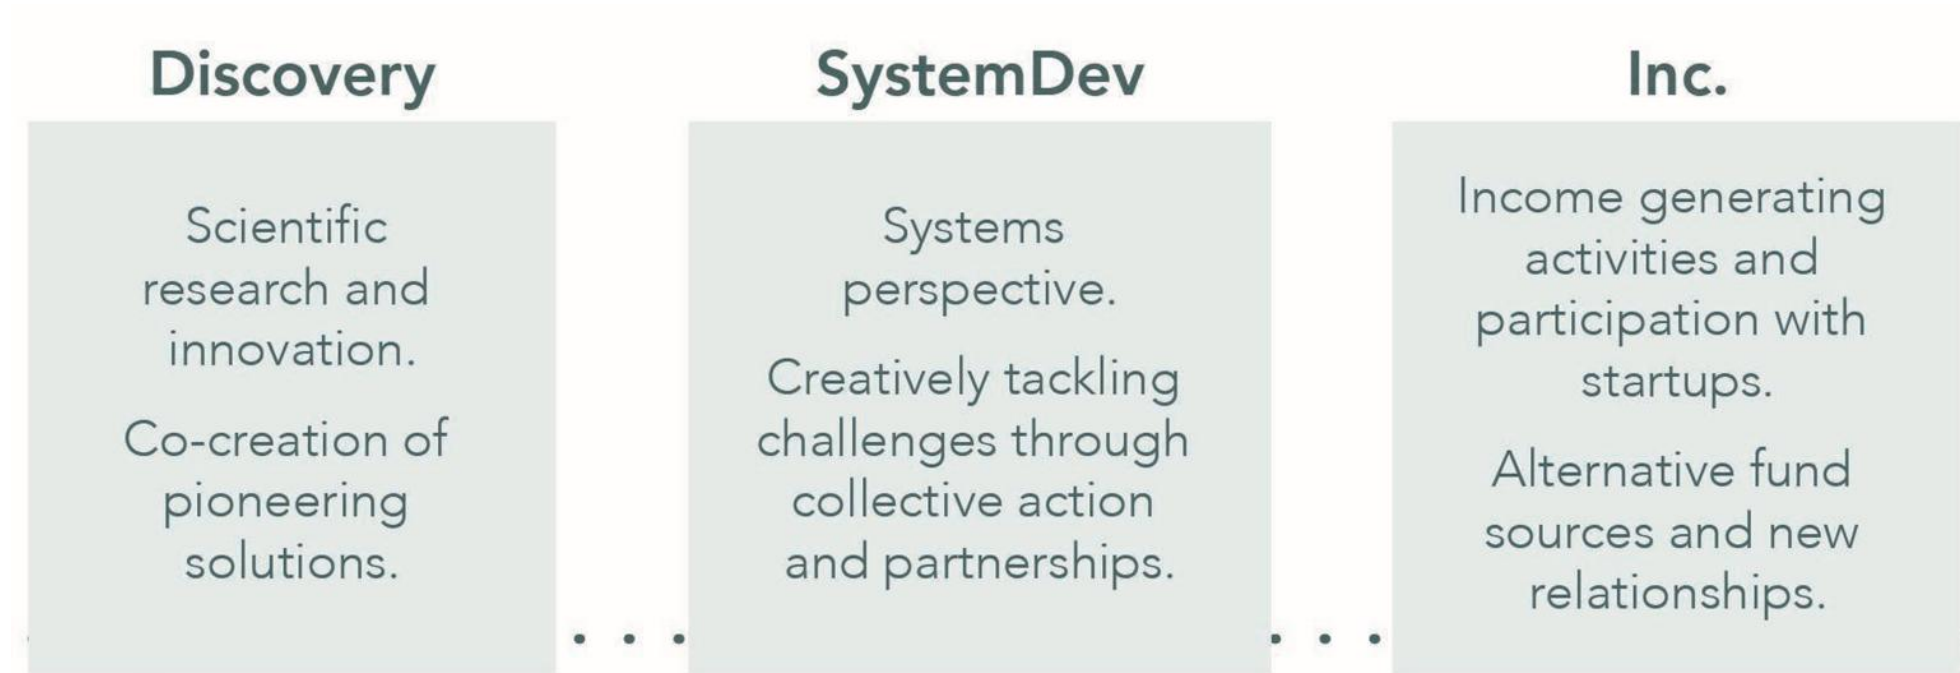 Discovery
Scientific
research and
innovation.
Co-creation of
pioneering
solutions.
SystemDev
Systems
perspective.
Creatively tackling
challenges through
collective action
and partnerships.
Inc.
Income generating
activities and
participation with
startups.
Alternative fund
sources and new
relationships.